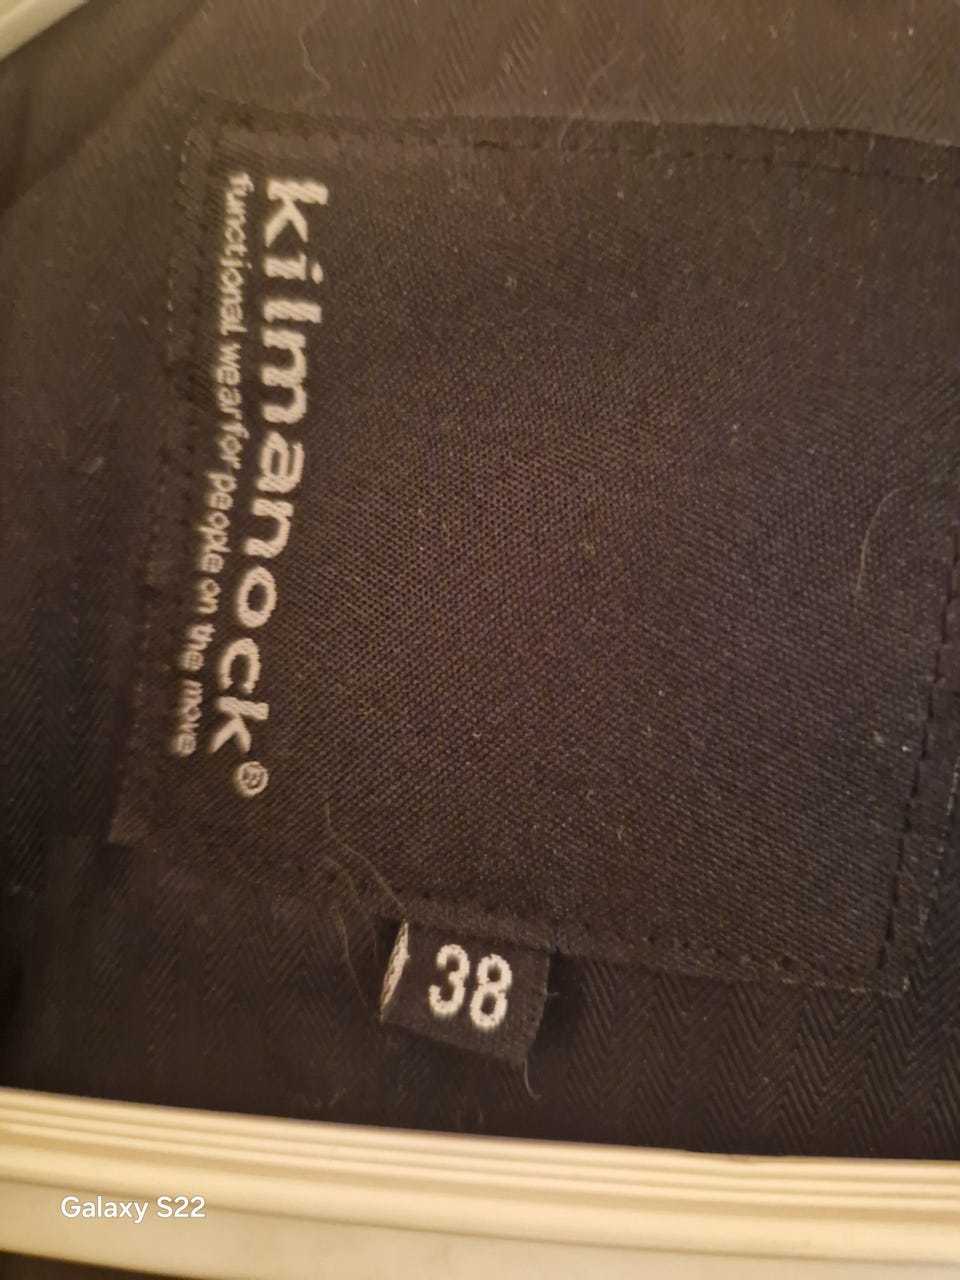 kilmanock®
functional wear for people on the move
38
Galaxy S22